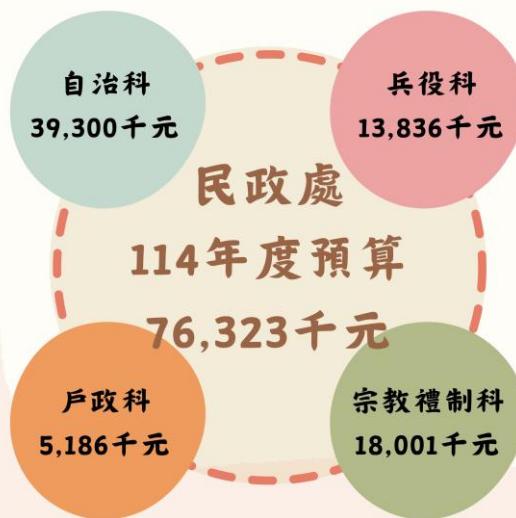 自治科
39,300千元
兵役科
13,836千元
民政處
114年度預算
76,323千元
戶政科
5,186千元
宗教禮制科
18,001千元